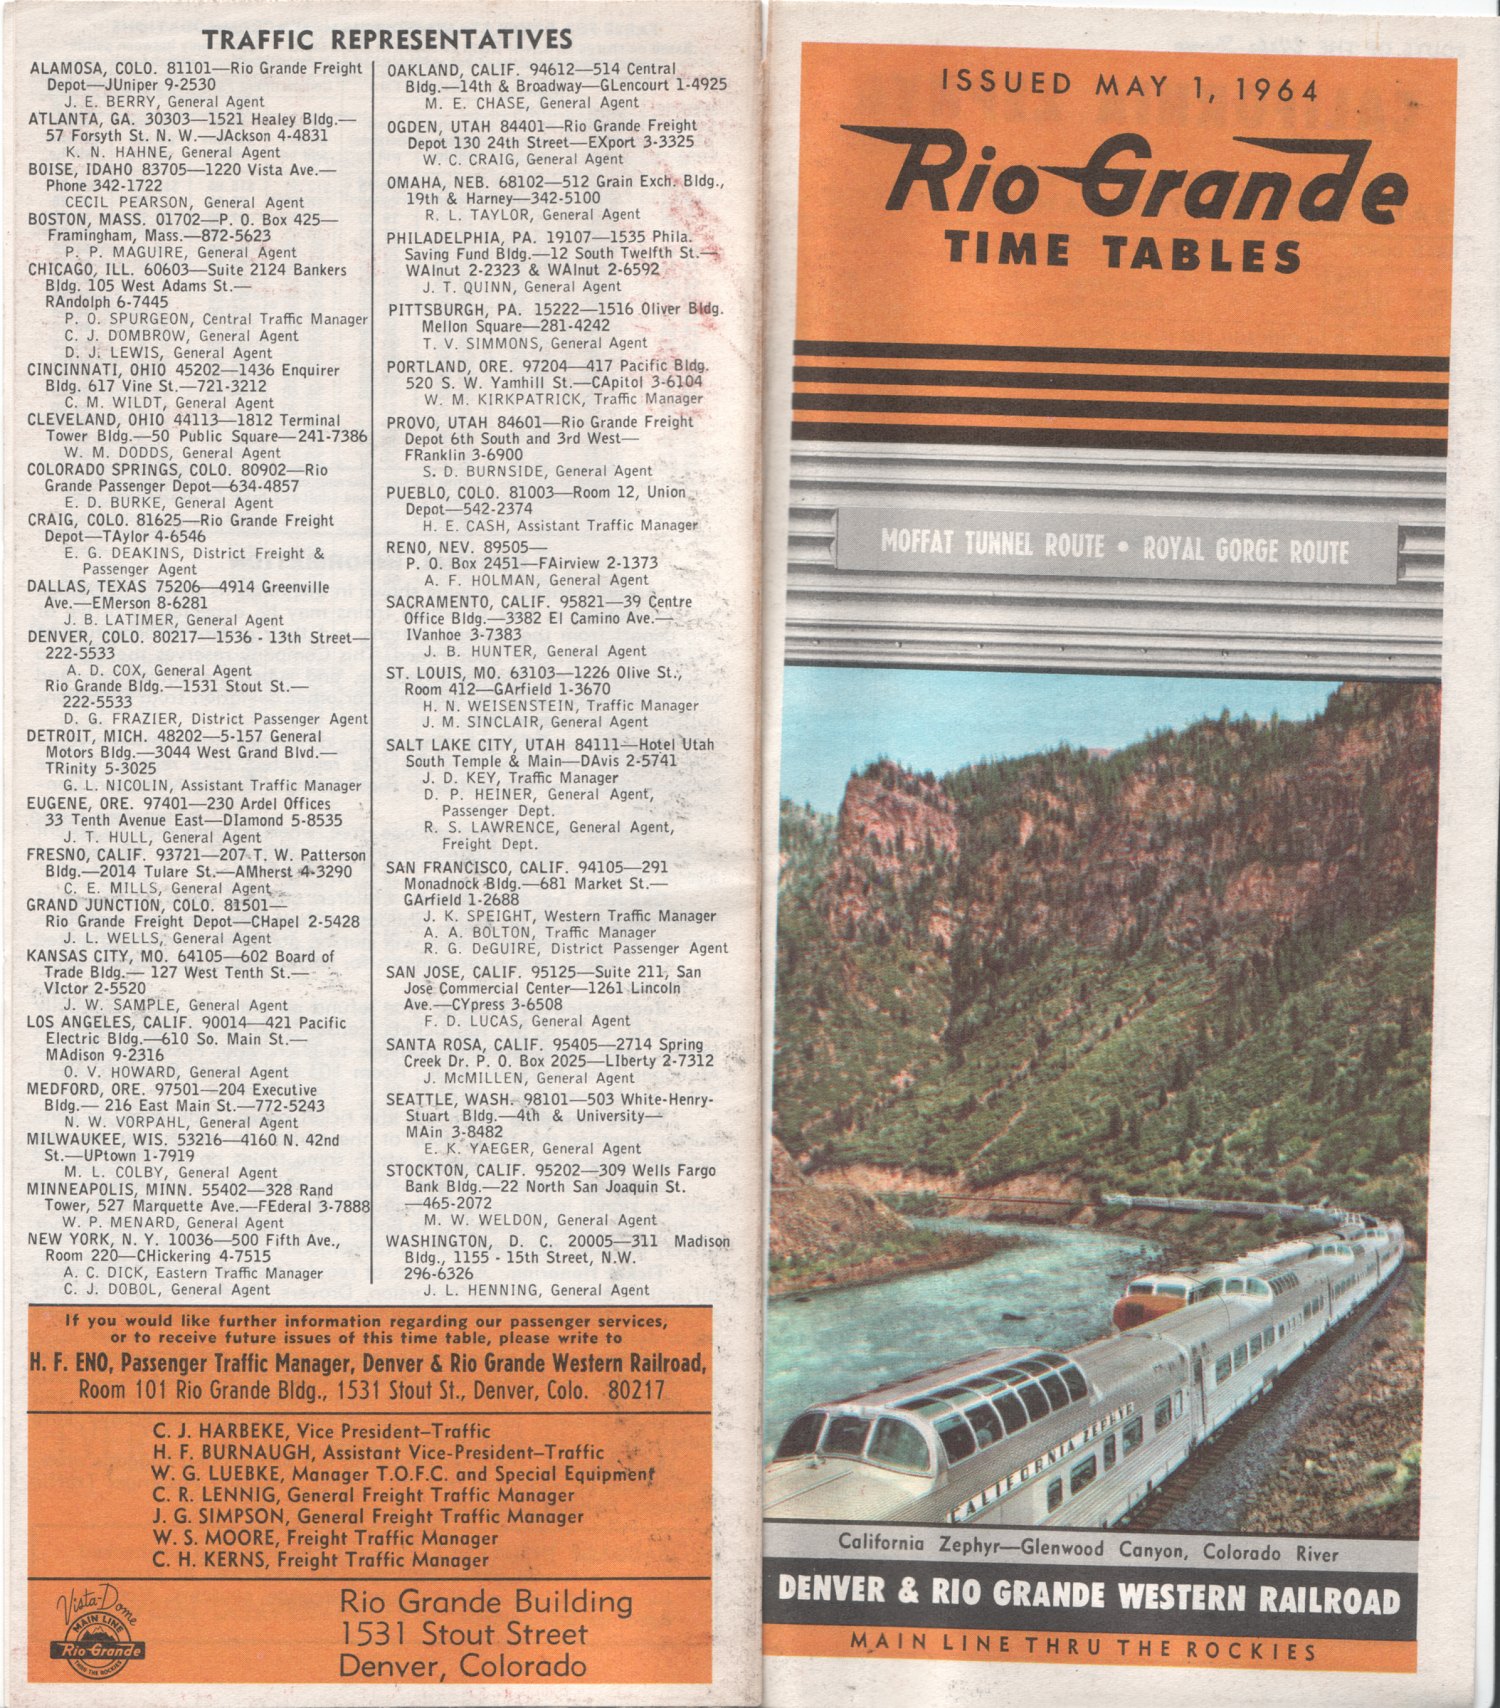 TRAFFIC REPRESENTATIVES
ALAMOSA, COLO. 81101—Rio Grande Freight
Depot—JUniper 9-2530
J. E. BERRY, General Agent
ATLANTA, GA. 30303—1521 Healey Bldg.—
57 Forsyth St. N. W.—JAckson 4-4831
K. N. HAHNE, General Agent
BOISE, IDAHO 83705—1220 Vista Ave.—
Phone 342-1722
CECIL PEARSON, General Agent
BOSTON, MASS. 01702—P. O. Box 425—
Framingham, Mass.—872-5623
P. P. MAGUIRE, General Agent
CHICAGO, ILL. 60603—Suite 2124 Bankers
Bldg. 105 West Adams St.—
RAndolph 6-7445
P. O. SPURGEON, Central Traffic Manager
C. J. DOMBROW, General Agent
D. J. LEWIS, General Agent
CINCINNATI, OHIO 45202—1436 Enquirer
Bldg. 617 Vine St.—721-3212
C. M. WILDT, General Agent
CLEVELAND, OHIO 44113—1812 Terminal
Tower Bldg.—50 Public Square—241-7386
W. M. DODDS, General Agent
COLORADO SPRINGS, COLO. 80902—Rio
Grande Passenger Depot—634-4857
E. D. BURKE, General Agent
CRAIG, COLO. 81625—Rio Grande Freight
Depot—TAylor 4-6546
E. G. DEAKINS, District Freight &
Passenger Agent
DALLAS, TEXAS 75206—4914 Greenville
Ave.—EMerson 8-6281
J. B. LATIMER, General Agent
DENVER, COLO. 80217—1536 - 13th Street—
222-5533
A. D. COX, General Agent
Rio Grande Bldg.—1531 Stout St.—
222-5533
D. G. FRAZIER, District Passenger Agent
DETROIT, MICH. 48202—5-157 General
Motors Bldg.—3044 West Grand Blvd.—
TRinity 5-3025
G. L. NICOLIN, Assistant Traffic Manager
EUGENE, ORE. 97401—230 Ardel Offices
33 Tenth Avenue East—DIamond 5-8535
J. T. HULL, General Agent
FRESNO, CALIF. 93721—207 T. W. Patterson
Bldg.—2014 Tulare St.—AMherst 4-3290
C. E. MILLS, General Agent
GRAND JUNCTION, COLO. 81501—
Rio Grande Freight Depot—CHapel 2-5428
J. L. WELLS, General Agent
KANSAS CITY, MO. 64105—602 Board of
Trade Bldg.— 127 West Tenth St.—
VIctor 2-5520
J. W. SAMPLE, General Agent
LOS ANGELES, CALIF. 90014—421 Pacific
Electric Bldg.—610 So. Main St.—
MAdison 9-2316
O. V. HOWARD, General Agent
MEDFORD, ORE. 97501—204 Executive
Bldg.— 216 East Main St.—772-5243
N. W. VORPAHL, General Agent
MILWAUKEE, WIS. 53216—4160 N. 42nd
St.—UPtown 1-7919
M. L. COLBY, General Agent
MINNEAPOLIS, MINN. 55402—328 Rand
Tower, 527 Marquette Ave.—FEderal 3-7888
W. P. MENARD, General Agent
NEW YORK, N. Y. 10036—500 Fifth Ave.,
Room 220—CHickering 4-7515
A. C. DICK, Eastern Traffic Manager
C. J. DOBOL, General Agent
OAKLAND, CALIF. 94612—514 Central
Bldg.—14th & Broadway—GLencourt 1-4925
M. E. CHASE, General Agent
OGDEN, UTAH 84401—Rio Grande Freight
Depot 130 24th Street—EXport 3-3325
W. C. CRAIG, General Agent
OMAHA, NEB. 68102—512 Grain Exch. Bldg.,
19th & Harney—342-5100
R. L. TAYLOR, General Agent
PHILADELPHIA, PA. 19107—1535 Phila.
Saving Fund Bldg.—12 South Twelfth St.—
WAlnut 2-2323 & WAlnut 2-6592
J. T. QUINN, General Agent
PITTSBURGH, PA. 15222—1516 Oliver Bldg.
Mellon Square—281-4242
T. V. SIMMONS, General Agent
PORTLAND, ORE. 97204—417 Pacific Bldg.
520 S. W. Yamhill St.—CApitol 3-6104
W. M. KIRKPATRICK, Traffic Manager
PROVO, UTAH 84601—Rio Grande Freight
Depot 6th South and 3rd West—
FRanklin 3-6900
S. D. BURNSIDE, General Agent
PUEBLO, COLO. 81003—Room 12, Union
Depot—542-2374
H. E. CASH, Assistant Traffic Manager
RENO, NEV. 89505—
P. O. Box 2451—FAirview 2-1373
A. F. HOLMAN, General Agent
SACRAMENTO, CALIF. 95821—39 Centre
Office Bldg.—3382 El Camino Ave.—
IVanhoe 3-7383
J. B. HUNTER, General Agent
ST. LOUIS, MO. 63103—1226 Olive St.,
Room 412—GArfield 1-3670
H. N. WEISENSTEIN, Traffic Manager
J. M. SINCLAIR, General Agent
SALT LAKE CITY, UTAH 84111—Hotel Utah
South Temple & Main—DAvis 2-5741
J. D. KEY, Traffic Manager
D. P. HEINER, General Agent,
Passenger Dept.
R. S. LAWRENCE, General Agent,
Freight Dept.
SAN FRANCISCO, CALIF. 94105—291
Monadnock Bldg.—681 Market St.—
GArfield 1-2688
J. K. SPEIGHT, Western Traffic Manager
A. A. BOLTON, Traffic Manager
R. G. DeGUIRE, District Passenger Agent
SAN JOSE, CALIF. 95125—Suite 211, San
Jose Commercial Center—1261 Lincoln
Ave.—CYpress 3-6508
F. D. LUCAS, General Agent
SANTA ROSA, CALIF. 95405—2714 Spring
Creek Dr. P. O. Box 2025—LIberty 2-7312
J. McMILLEN, General Agent
SEATTLE, WASH. 98101—503 White-Henry-
Stuart Bldg.—4th & University—
MAin 3-8482
E. K. YAEGER, General Agent
STOCKTON, CALIF. 95202—309 Wells Fargo
Bank Bldg.—22 North San Joaquin St.
—465-2072
M. W. WELDON, General Agent
WASHINGTON, D. C. 20005—311 Madison
Bldg., 1155 - 15th Street, N.W.
296-6326
J. L. HENNING, General Agent
If you would like further information regarding our passenger services,
or to receive future issues of this time table, please write to
H. F. ENO, Passenger Traffic Manager, Denver & Rio Grande Western Railroad,
Room 101 Rio Grande Bldg., 1531 Stout St., Denver, Colo. 80217
C. J. HARBEKE, Vice President–Traffic
H. F. BURNAUGH, Assistant Vice-President–Traffic
W. G. LUEBKE, Manager T.O.F.C. and Special Equipment
C. R. LENNIG, General Freight Traffic Manager
J. G. SIMPSON, General Freight Traffic Manager
W. S. MOORE, Freight Traffic Manager
C. H. KERNS, Freight Traffic Manager
Vista-Dome
MAIN LINE
Rio Grande
THRU THE ROCKIES
Rio Grande Building
1531 Stout Street
Denver, Colorado
ISSUED MAY 1, 1964
Rio Grande
TIME TABLES
MOFFAT TUNNEL ROUTE • ROYAL GORGE ROUTE
CALIFORNIA ZEPHYR
California Zephyr—Glenwood Canyon, Colorado River
DENVER & RIO GRANDE WESTERN RAILROAD
MAIN LINE THRU THE ROCKIES